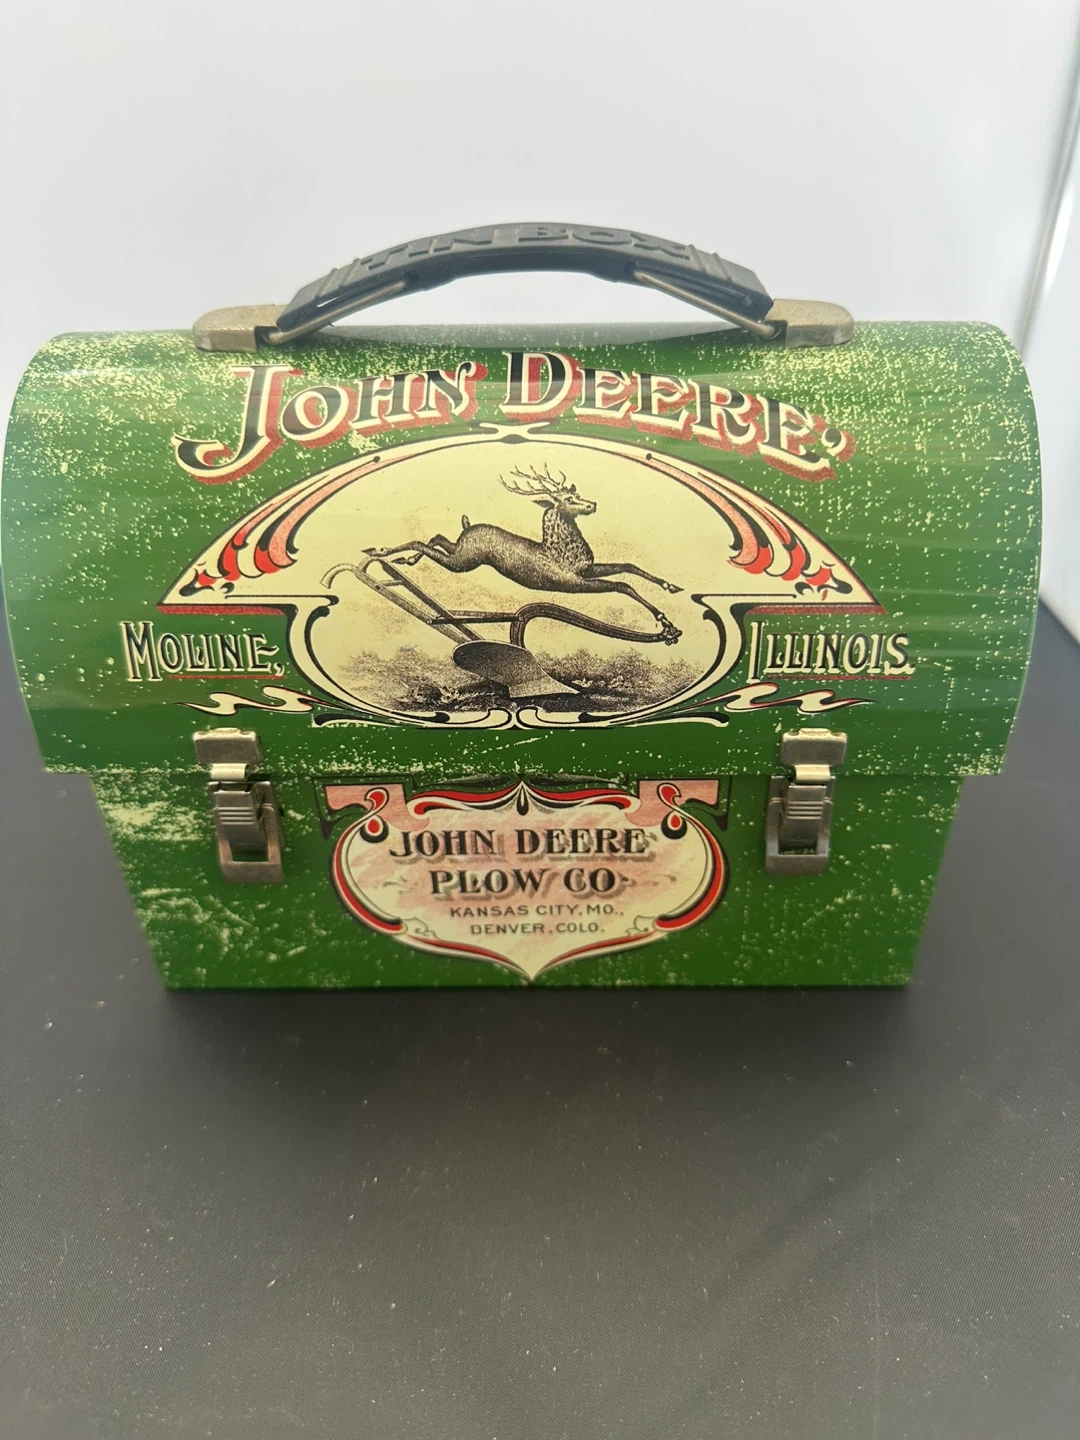 TIN BOX
JOHN DEERE
MOLINE, ILLINOIS.
JOHN DEERE
PLOW CO.
KANSAS CITY, MO.,
DENVER, COLO.